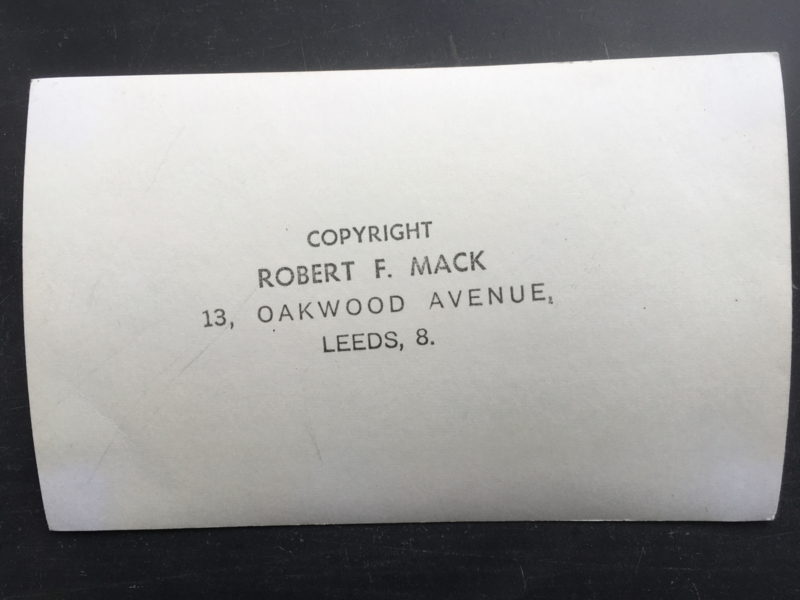 COPYRIGHT
ROBERT F. MACK
13, OAKWOOD AVENUE,
LEEDS, 8.